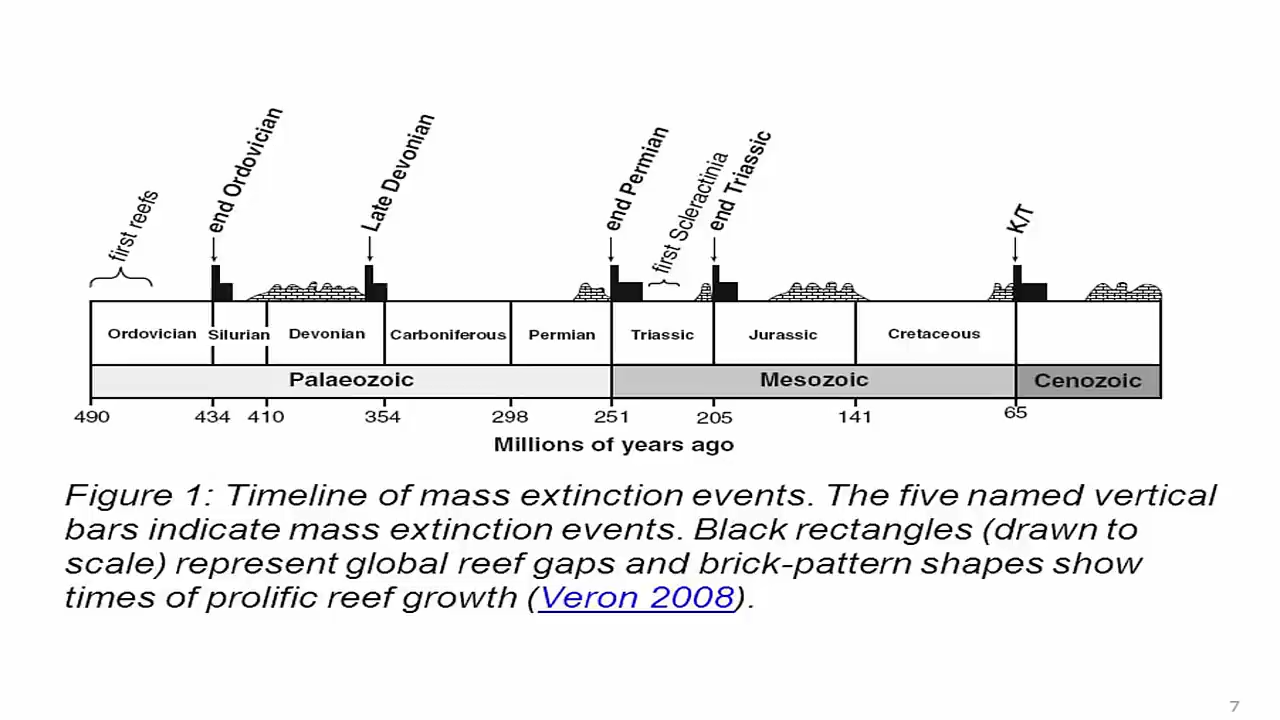 first reefs
end Ordovician
Late Devonian
end Permian
first Scleractinia
end Triassic
K/T
Ordovician Silurian Devonian Carboniferous Permian Triassic Jurassic Cretaceous
Palaeozoic Mesozoic Cenozoic
490 434 410 354 298 251 205 141 65
Millions of years ago
Figure 1: Timeline of mass extinction events. The five named vertical
bars indicate mass extinction events. Black rectangles (drawn to
scale) represent global reef gaps and brick-pattern shapes show
times of prolific reef growth (Veron 2008).
7